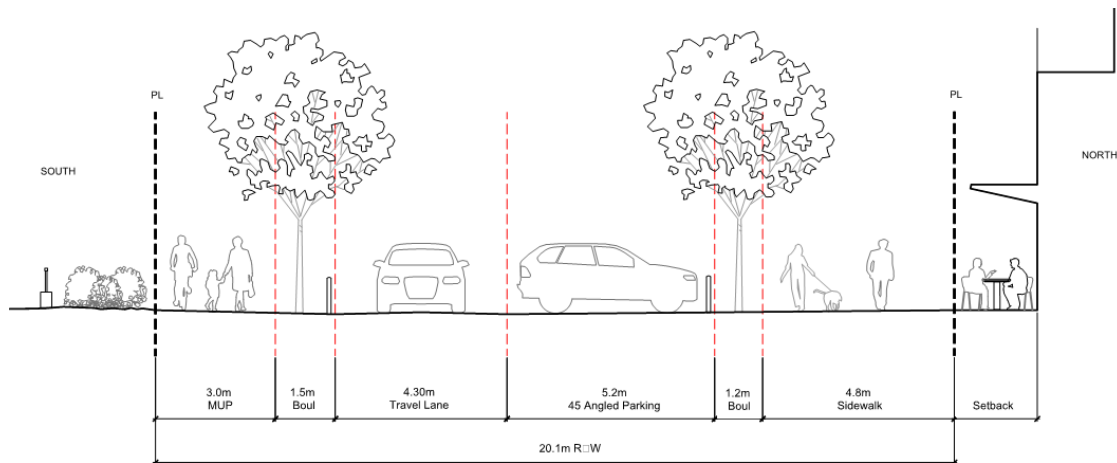 PL
PL
NORTH
SOUTH
3.0m
MUP
1.5m
Boul
4.30m
Travel Lane
5.2m
45 Angled Parking
1.2m
Boul
4.8m
Sidewalk
Setback
20.1m R□W